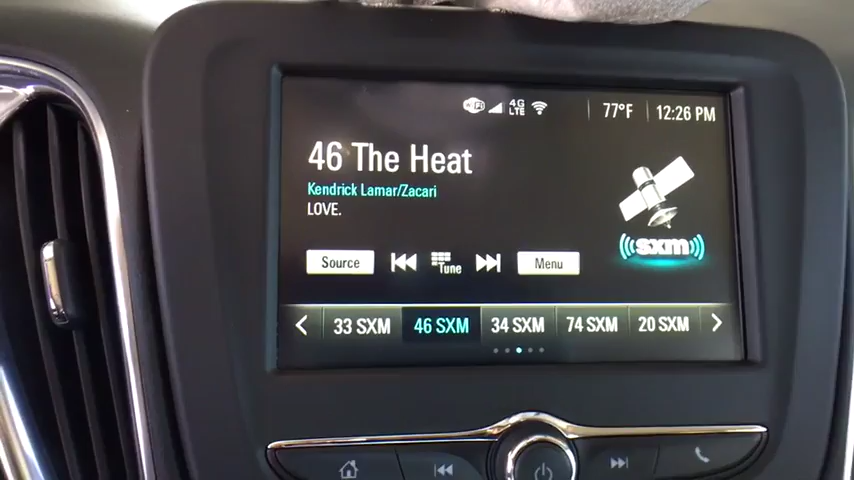 WiFi 4G LTE 77°F 12:26 PM
46 The Heat
Kendrick Lamar/Zacari
LOVE.
sxm
Source Tune Menu
33 SXM 46 SXM 34 SXM 74 SXM 20 SXM